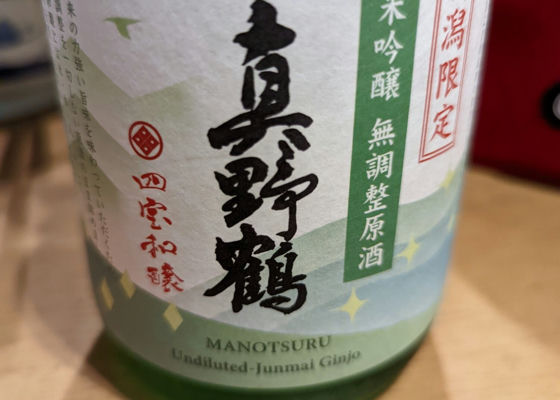 潟限定
米吟醸 無調整原酒
真野鶴
四宝和醸
MANOTSURU
Undiluted-Junmai Ginjo